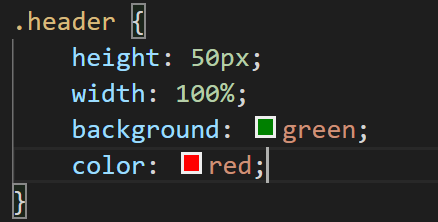 .header {
    height: 50px;
    width: 100%;
    background: green;
    color: red;
}